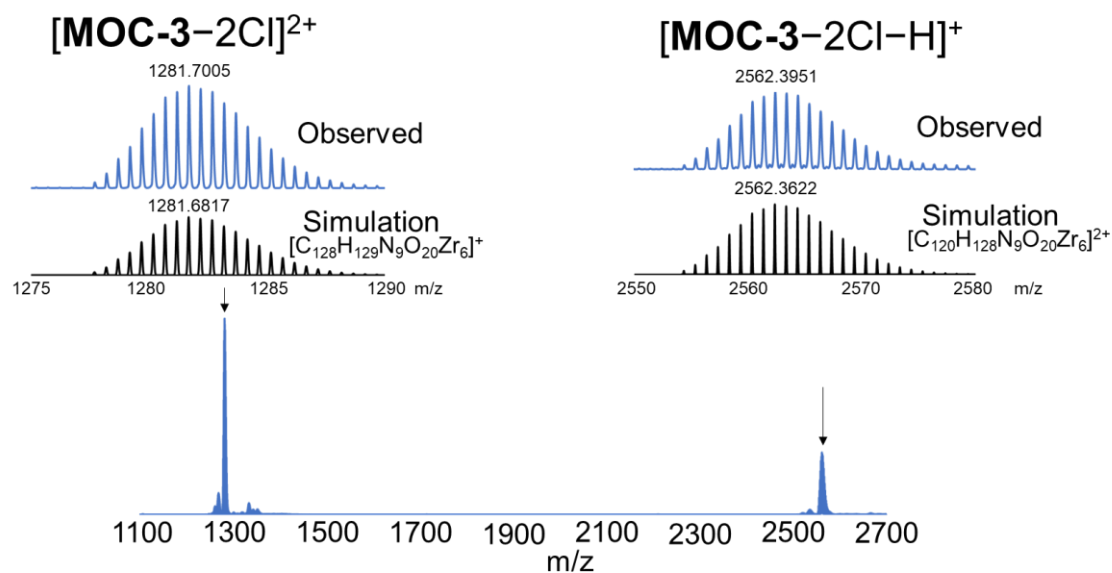 [MOC-3−2Cl]²⁺
1281.7005
Observed
1281.6817
Simulation
[C₁₂₈H₁₂₉N₉O₂₀Zr₆]⁺
1275 1280 1285 1290 m/z
[MOC-3−2Cl−H]⁺
2562.3951
Observed
2562.3622
Simulation
[C₁₂₀H₁₂₈N₉O₂₀Zr₆]²⁺
2550 2560 2570 2580 m/z
1100 1300 1500 1700 1900 2100 2300 2500 2700
m/z